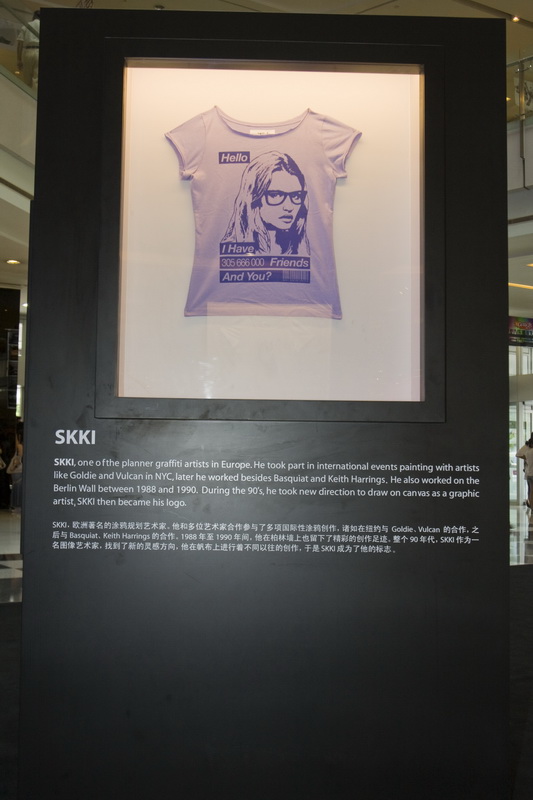 Hello
I Have
305 666 000 Friends
And You?
SKKI
SKKI, one of the planner graffiti artists in Europe. He took part in international events painting with artists
like Goldie and Vulcan in NYC, later he worked besides Basquiat and Keith Harrings. He also worked on the
Berlin Wall between 1988 and 1990. During the 90's, he took new direction to draw on canvas as a graphic
artist, SKKI then became his logo.
SKKI，欧洲著名的涂鸦规划艺术家，他和多位艺术家合作参与了多项国际性涂鸦创作，诸如在纽约与 Goldie、Vulcan 的合作，之
后与 Basquiat、Keith Harrings 的合作，1988 年至 1990 年间，他在柏林墙上也留下了精彩的创作足迹。整个 90 年代，SKKI 作为一
名图像艺术家，找到了新的灵感方向，他在帆布上进行着不同以往的创作，于是 SKKI 成为了他的标志。